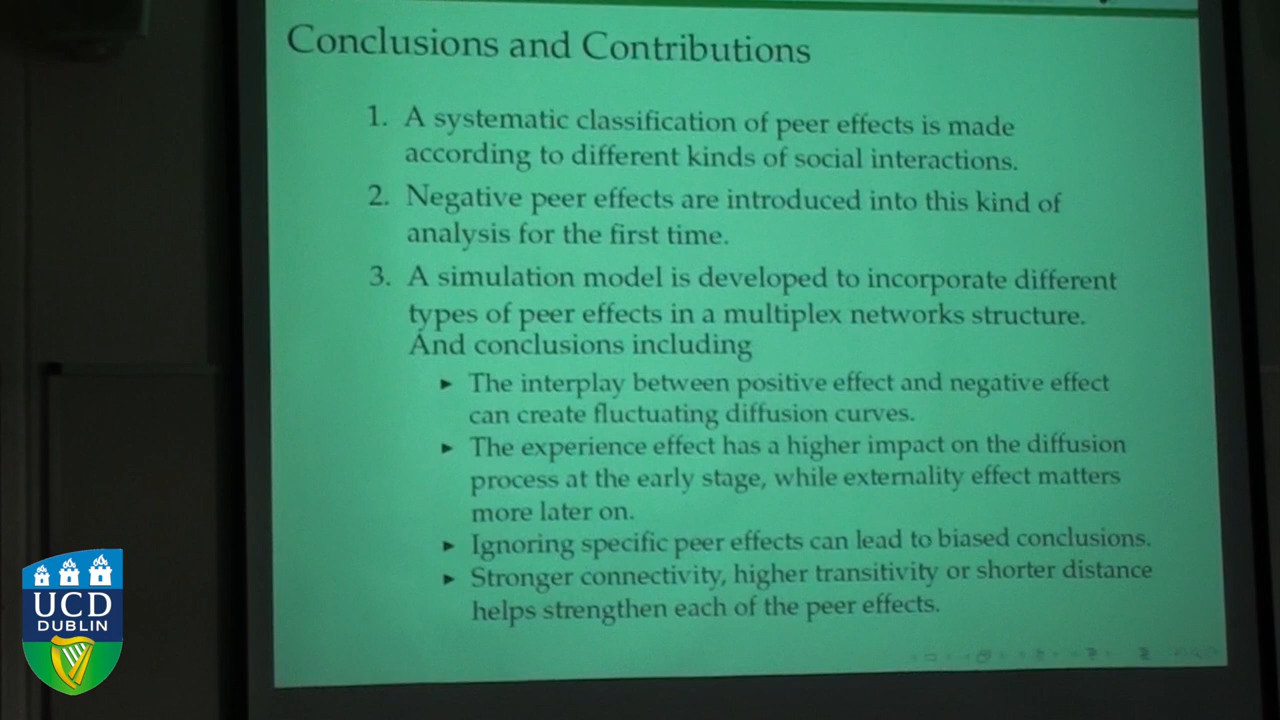 Conclusions and Contributions
1. A systematic classification of peer effects is made
according to different kinds of social interactions.
2. Negative peer effects are introduced into this kind of
analysis for the first time.
3. A simulation model is developed to incorporate different
types of peer effects in a multiplex networks structure.
And conclusions including
► The interplay between positive effect and negative effect
can create fluctuating diffusion curves.
► The experience effect has a higher impact on the diffusion
process at the early stage, while externality effect matters
more later on.
► Ignoring specific peer effects can lead to biased conclusions.
► Stronger connectivity, higher transitivity or shorter distance
helps strengthen each of the peer effects.
UCD
DUBLIN